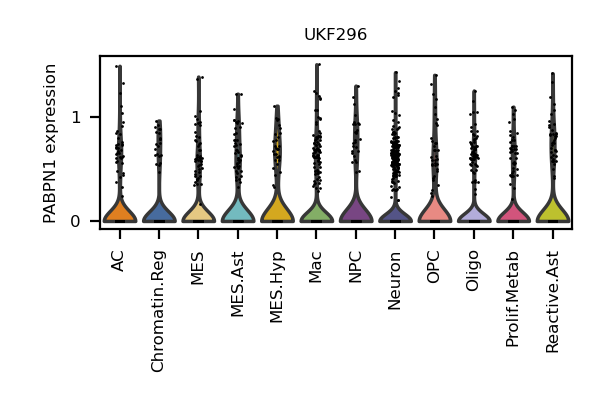 UKF296
PABPN1 expression
1
0
AC
Chromatin.Reg
MES
MES.Ast
MES.Hyp
Mac
NPC
Neuron
OPC
Oligo
Prolif.Metab
Reactive.Ast